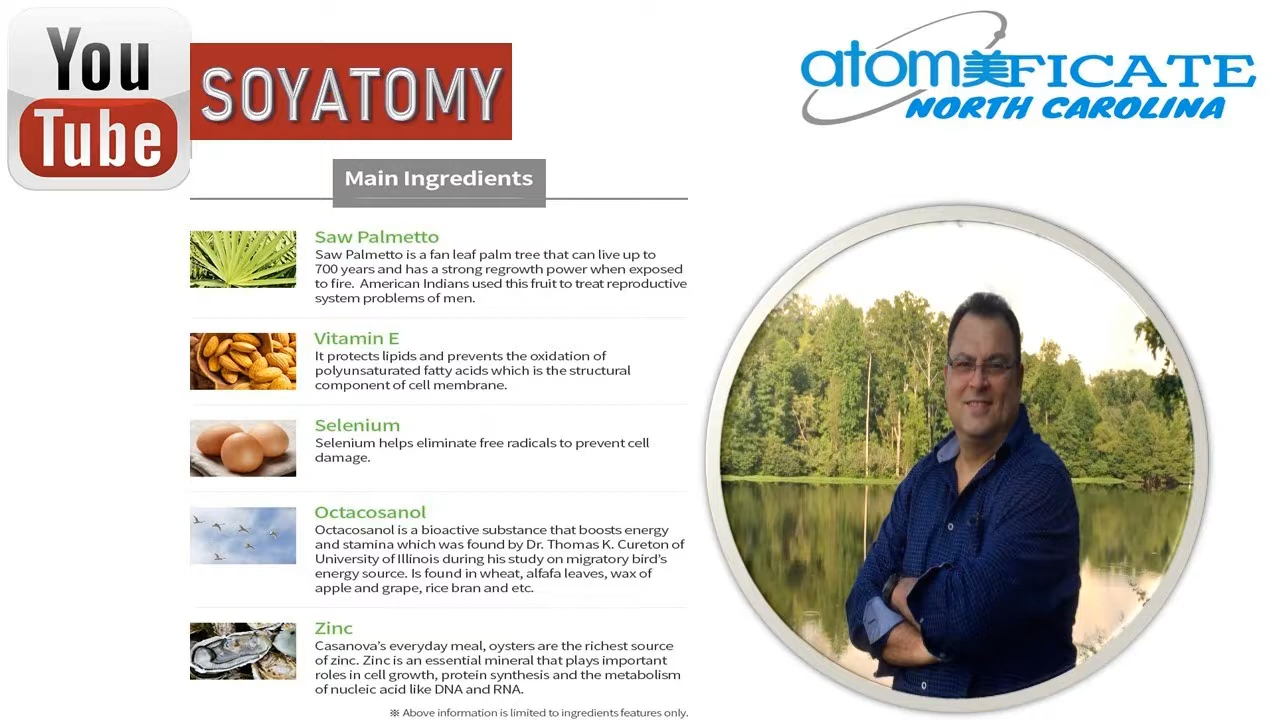 You
Tube
SOYATOMY
atom美FICATE
NORTH CAROLINA
Main Ingredients
Saw Palmetto
Saw Palmetto is a fan leaf palm tree that can live up to
700 years and has a strong regrowth power when exposed
to fire. American Indians used this fruit to treat reproductive
system problems of men.
Vitamin E
It protects lipids and prevents the oxidation of
polyunsaturated fatty acids which is the structural
component of cell membrane.
Selenium
Selenium helps eliminate free radicals to prevent cell
damage.
Octacosanol
Octacosanol is a bioactive substance that boosts energy
and stamina which was found by Dr. Thomas K. Cureton of
University of Illinois during his study on migratory bird's
energy source. Is found in wheat, alfafa leaves, wax of
apple and grape, rice bran and etc.
Zinc
Casanova's everyday meal, oysters are the richest source
of zinc. Zinc is an essential mineral that plays important
roles in cell growth, protein synthesis and the metabolism
of nucleic acid like DNA and RNA.
※ Above information is limited to ingredients features only.